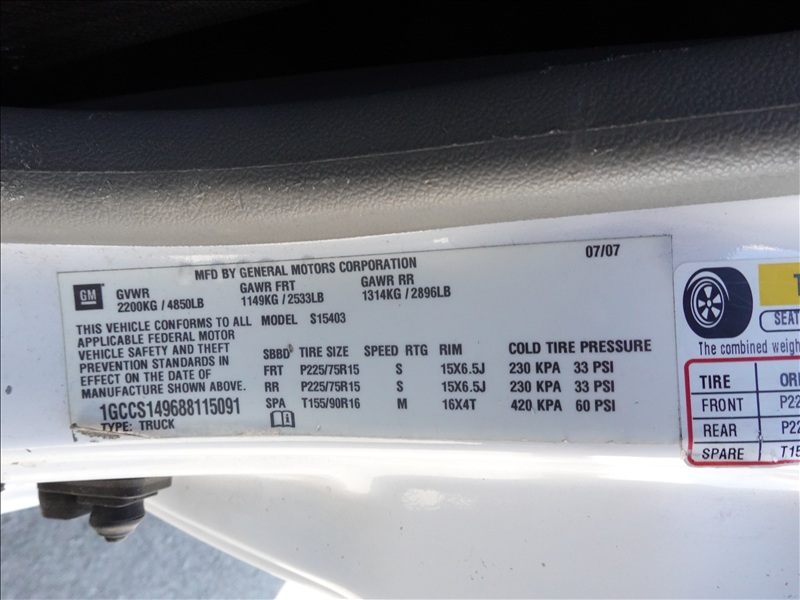 MFD BY GENERAL MOTORS CORPORATION 07/07
GM
GVWR GAWR FRT GAWR RR
2200KG / 4850LB 1149KG / 2533LB 1314KG / 2896LB
THIS VEHICLE CONFORMS TO ALL MODEL S15403
APPLICABLE FEDERAL MOTOR
VEHICLE SAFETY AND THEFT
PREVENTION STANDARDS IN
EFFECT ON THE DATE OF
MANUFACTURE SHOWN ABOVE.
1GCCS149688115091
TYPE: TRUCK
SBBD TIRE SIZE SPEED RTG RIM COLD TIRE PRESSURE
FRT P225/75R15 S 15X6.5J 230 KPA 33 PSI
RR P225/75R15 S 15X6.5J 230 KPA 33 PSI
SPA T155/90R16 M 16X4T 420 KPA 60 PSI
The combined
TIRE
FRONT
REAR
SPARE